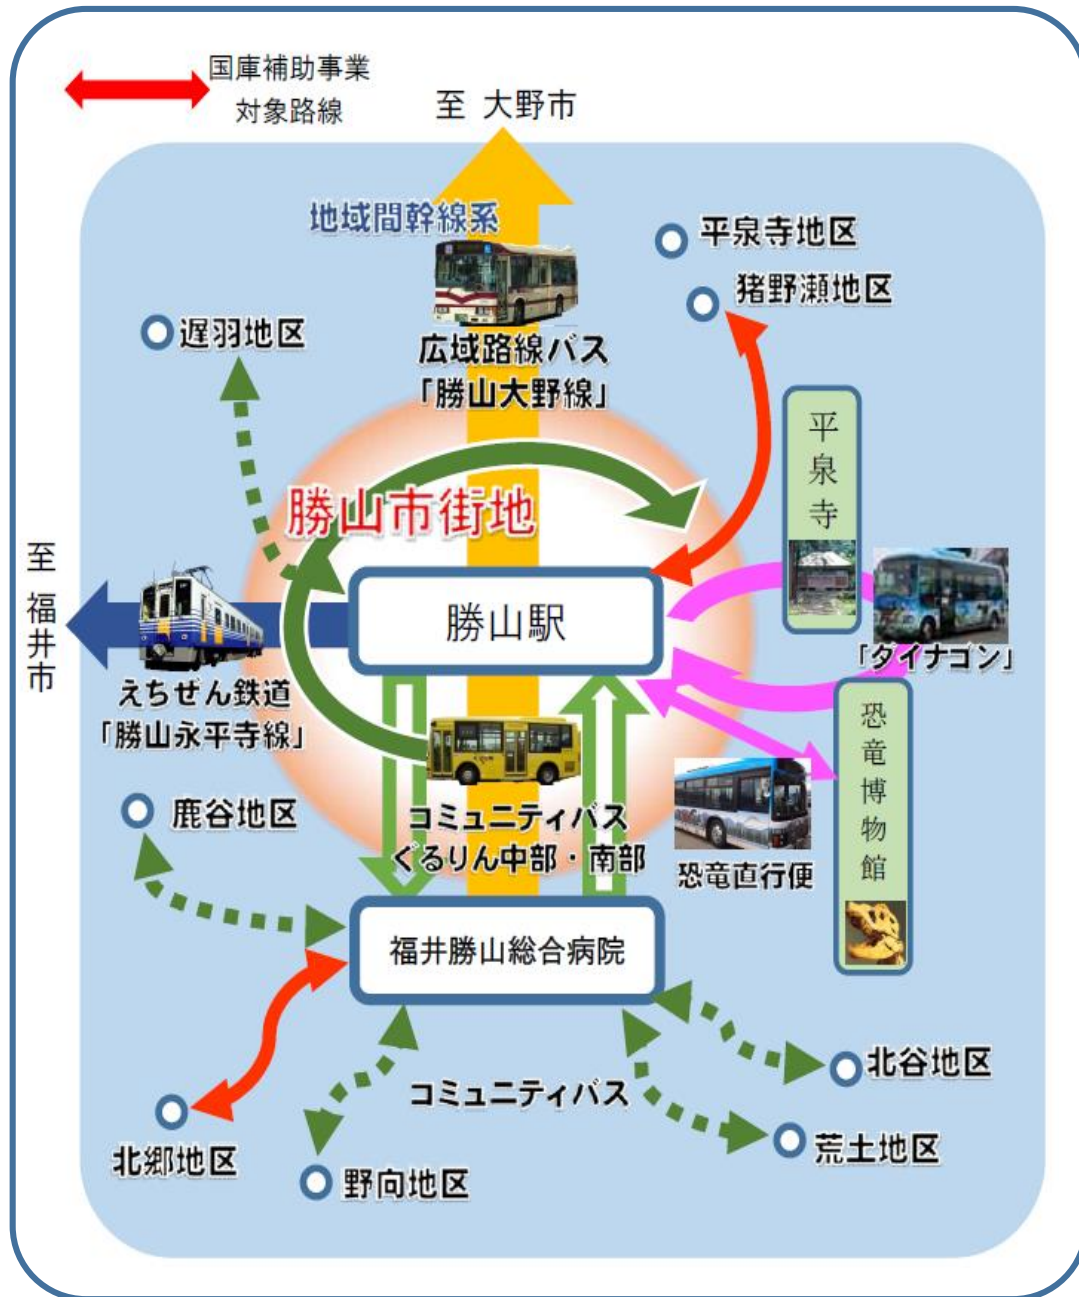 国庫補助事業
対象路線
至 大野市
地域間幹線系
平泉寺地区
猪野瀬地区
遅羽地区
広域路線バス
「勝山大野線」
平泉寺
勝山市街地
至 福井市
勝山駅
「ダイナゴン」
えちぜん鉄道
「勝山永平寺線」
恐竜博物館
鹿谷地区
コミュニティバス
ぐるりん中部・南部
恐竜直行便
福井勝山総合病院
北谷地区
コミュニティバス
荒土地区
北郷地区
野向地区